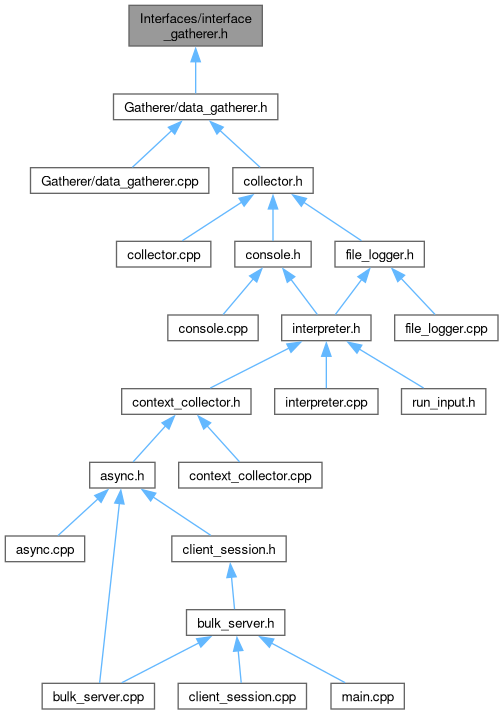 Interfaces/interface
_gatherer.h
Gatherer/data_gatherer.h
Gatherer/data_gatherer.cpp
collector.h
collector.cpp
console.h
file_logger.h
console.cpp
interpreter.h
file_logger.cpp
context_collector.h
interpreter.cpp
run_input.h
async.h
context_collector.cpp
async.cpp
client_session.h
bulk_server.h
bulk_server.cpp
client_session.cpp
main.cpp